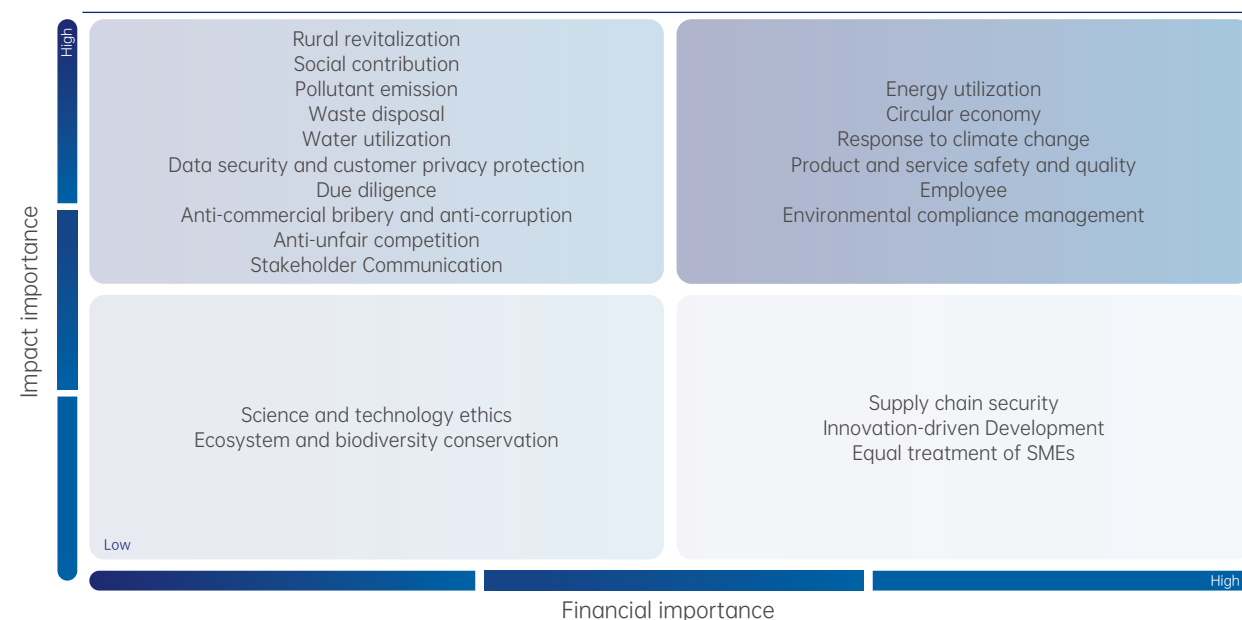 High
Rural revitalization
Social contribution
Pollutant emission
Waste disposal
Water utilization
Data security and customer privacy protection
Due diligence
Anti-commercial bribery and anti-corruption
Anti-unfair competition
Stakeholder Communication
Energy utilization
Circular economy
Response to climate change
Product and service safety and quality
Employee
Environmental compliance management
Impact importance
Science and technology ethics
Ecosystem and biodiversity conservation
Supply chain security
Innovation-driven Development
Equal treatment of SMEs
Low
High
Financial importance